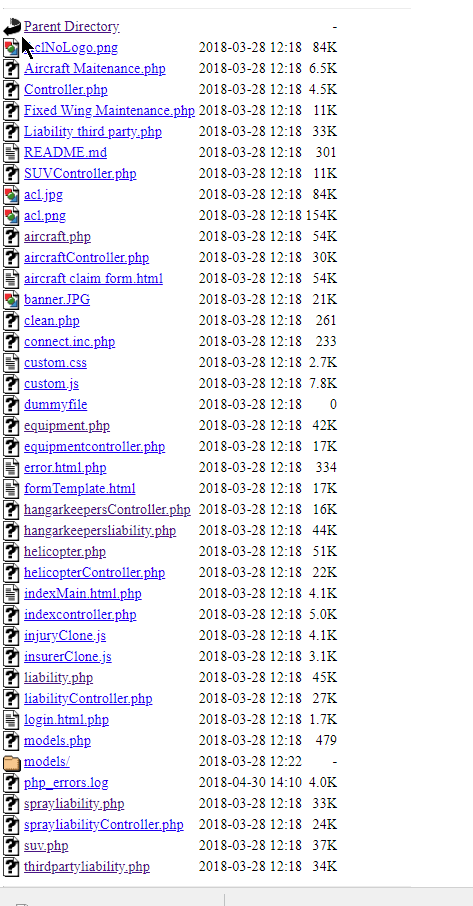 Parent Directory -
aclNoLogo.png 2018-03-28 12:18 84K
Aircraft Maitenance.php 2018-03-28 12:18 6.5K
Controller.php 2018-03-28 12:18 4.5K
Fixed Wing Maintenance.php 2018-03-28 12:18 11K
Liability third party.php 2018-03-28 12:18 33K
README.md 2018-03-28 12:18 301
SUVController.php 2018-03-28 12:18 11K
acl.jpg 2018-03-28 12:18 84K
acl.png 2018-03-28 12:18 154K
aircraft.php 2018-03-28 12:18 54K
aircraftController.php 2018-03-28 12:18 30K
aircraft claim form.html 2018-03-28 12:18 54K
banner.JPG 2018-03-28 12:18 21K
clean.php 2018-03-28 12:18 261
connect.inc.php 2018-03-28 12:18 233
custom.css 2018-03-28 12:18 2.7K
custom.js 2018-03-28 12:18 7.8K
dummyfile 2018-03-28 12:18 0
equipment.php 2018-03-28 12:18 42K
equipmentcontroller.php 2018-03-28 12:18 17K
error.html.php 2018-03-28 12:18 334
formTemplate.html 2018-03-28 12:18 17K
hangarkeepersController.php 2018-03-28 12:18 16K
hangarkeepersliability.php 2018-03-28 12:18 44K
helicopter.php 2018-03-28 12:18 51K
helicopterController.php 2018-03-28 12:18 22K
indexMain.html.php 2018-03-28 12:18 4.1K
indexcontroller.php 2018-03-28 12:18 5.0K
injuryClone.js 2018-03-28 12:18 4.1K
insurerClone.js 2018-03-28 12:18 3.1K
liability.php 2018-03-28 12:18 45K
liabilityController.php 2018-03-28 12:18 27K
login.html.php 2018-03-28 12:18 1.7K
models.php 2018-03-28 12:18 479
models/ 2018-03-28 12:22 -
php_errors.log 2018-04-30 14:10 4.0K
sprayliability.php 2018-03-28 12:18 33K
sprayliabilityController.php 2018-03-28 12:18 24K
suv.php 2018-03-28 12:18 37K
thirdpartyliability.php 2018-03-28 12:18 34K